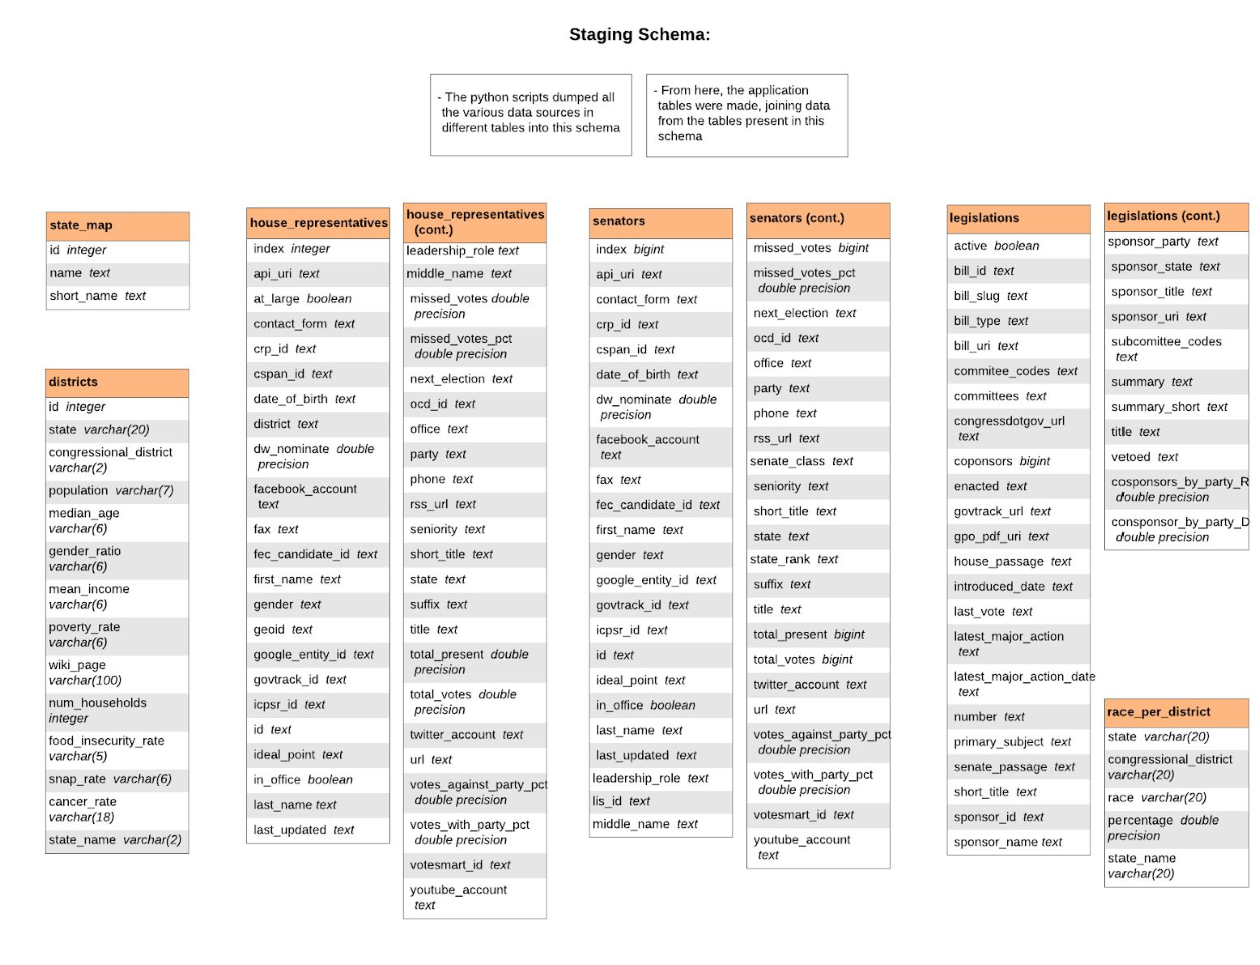 Staging Schema:
- The python scripts dumped all
the various data sources in
different tables into this schema
- From here, the application
tables were made, joining data
from the tables present in this
schema
state_map
id integer
name text
short_name text
districts
id integer
state varchar(20)
congressional_district
varchar(2)
population varchar(7)
median_age
varchar(6)
gender_ratio
varchar(6)
mean_income
varchar(6)
poverty_rate
varchar(6)
wiki_page
varchar(100)
num_households
integer
food_insecurity_rate
varchar(5)
snap_rate varchar(6)
cancer_rate
varchar(18)
state_name varchar(2)
house_representatives
index integer
api_uri text
at_large boolean
contact_form text
crp_id text
cspan_id text
date_of_birth text
district text
dw_nominate double
precision
facebook_account
text
fax text
fec_candidate_id text
first_name text
gender text
geoid text
google_entity_id text
govtrack_id text
icpsr_id text
id text
ideal_point text
in_office boolean
last_name text
last_updated text
house_representatives
(cont.)
leadership_role text
middle_name text
missed_votes double
precision
missed_votes_pct
double precision
next_election text
ocd_id text
office text
party text
phone text
rss_url text
seniority text
short_title text
state text
suffix text
title text
total_present double
precision
total_votes double
precision
twitter_account text
url text
votes_against_party_pct
double precision
votes_with_party_pct
double precision
votesmart_id text
youtube_account
text
senators
index bigint
api_uri text
contact_form text
crp_id text
cspan_id text
date_of_birth text
dw_nominate double
precision
facebook_account
text
fax text
fec_candidate_id text
first_name text
gender text
google_entity_id text
govtrack_id text
icpsr_id text
id text
ideal_point text
in_office boolean
last_name text
last_updated text
leadership_role text
lis_id text
middle_name text
senators (cont.)
missed_votes bigint
missed_votes_pct
double precision
next_election text
ocd_id text
office text
party text
phone text
rss_url text
senate_class text
seniority text
short_title text
state text
state_rank text
suffix text
title text
total_present bigint
total_votes bigint
twitter_account text
url text
votes_against_party_pct
double precision
votes_with_party_pct
double precision
votesmart_id text
youtube_account
text
legislations
active boolean
bill_id text
bill_slug text
bill_type text
bill_uri text
commitee_codes text
committees text
congressdotgov_url
text
coponsors bigint
enacted text
govtrack_url text
gpo_pdf_uri text
house_passage text
introduced_date text
last_vote text
latest_major_action
text
latest_major_action_date
text
number text
primary_subject text
senate_passage text
short_title text
sponsor_id text
sponsor_name text
legislations (cont.)
sponsor_party text
sponsor_state text
sponsor_title text
sponsor_uri text
subcomittee_codes
text
summary text
summary_short text
title text
vetoed text
cosponsors_by_party_R
double precision
consponsor_by_party_D
double precision
race_per_district
state varchar(20)
congressional_district
varchar(20)
race varchar(20)
percentage double
precision
state_name
varchar(20)